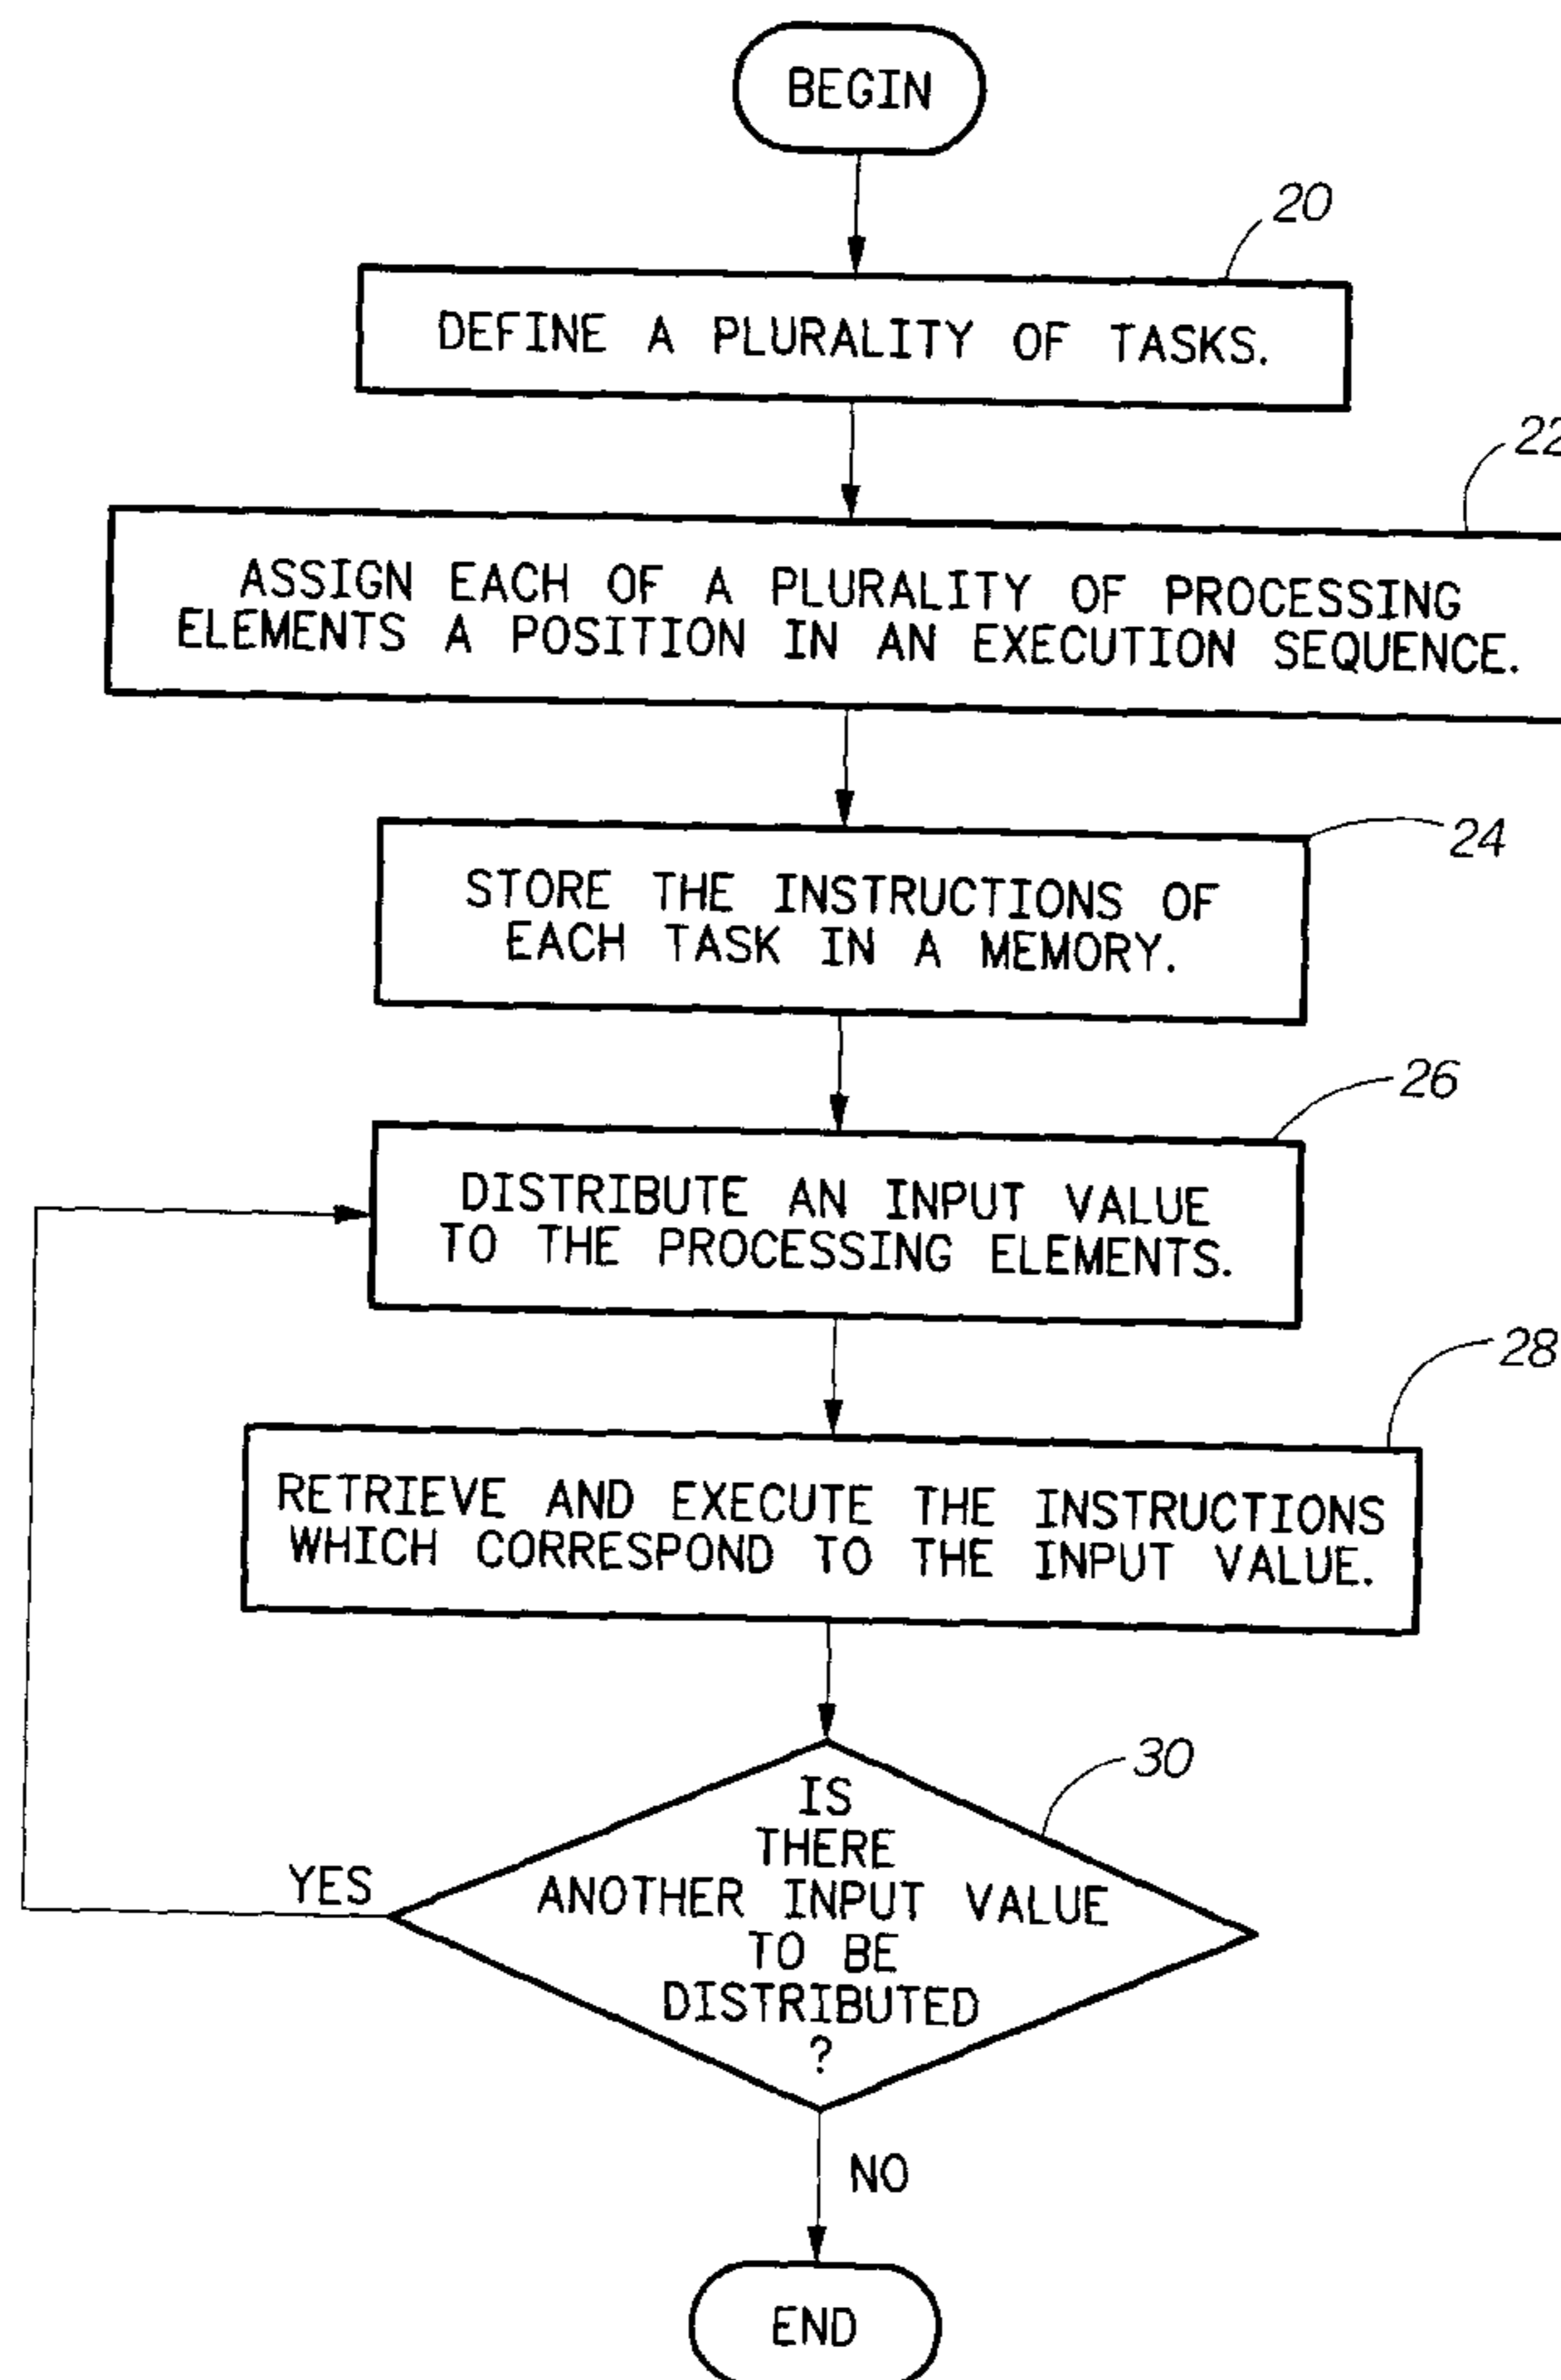 BEGIN
20
DEFINE A PLURALITY OF TASKS.
22
ASSIGN EACH OF A PLURALITY OF PROCESSING
ELEMENTS A POSITION IN AN EXECUTION SEQUENCE.
24
STORE THE INSTRUCTIONS OF
EACH TASK IN A MEMORY.
26
DISTRIBUTE AN INPUT VALUE
TO THE PROCESSING ELEMENTS.
28
RETRIEVE AND EXECUTE THE INSTRUCTIONS
WHICH CORRESPOND TO THE INPUT VALUE.
30
IS
THERE
ANOTHER INPUT VALUE
TO BE
DISTRIBUTED
?
YES
NO
END